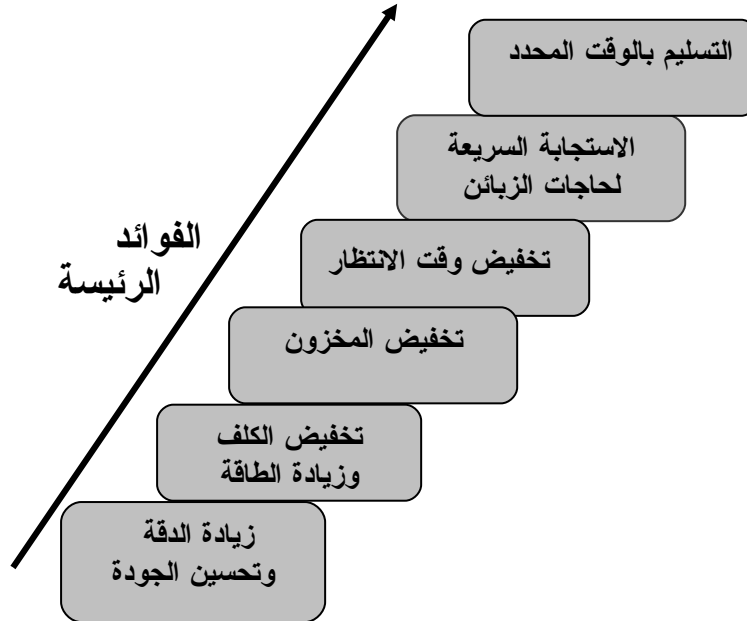 التسليم بالوقت المحدد
الاستجابة السريعة
لحاجات الزبائن
الفوائد
الرئيسة
تخفيض وقت الانتظار
تخفيض المخزون
تخفيض الكلف
وزيادة الطاقة
زيادة الدقة
وتحسين الجودة